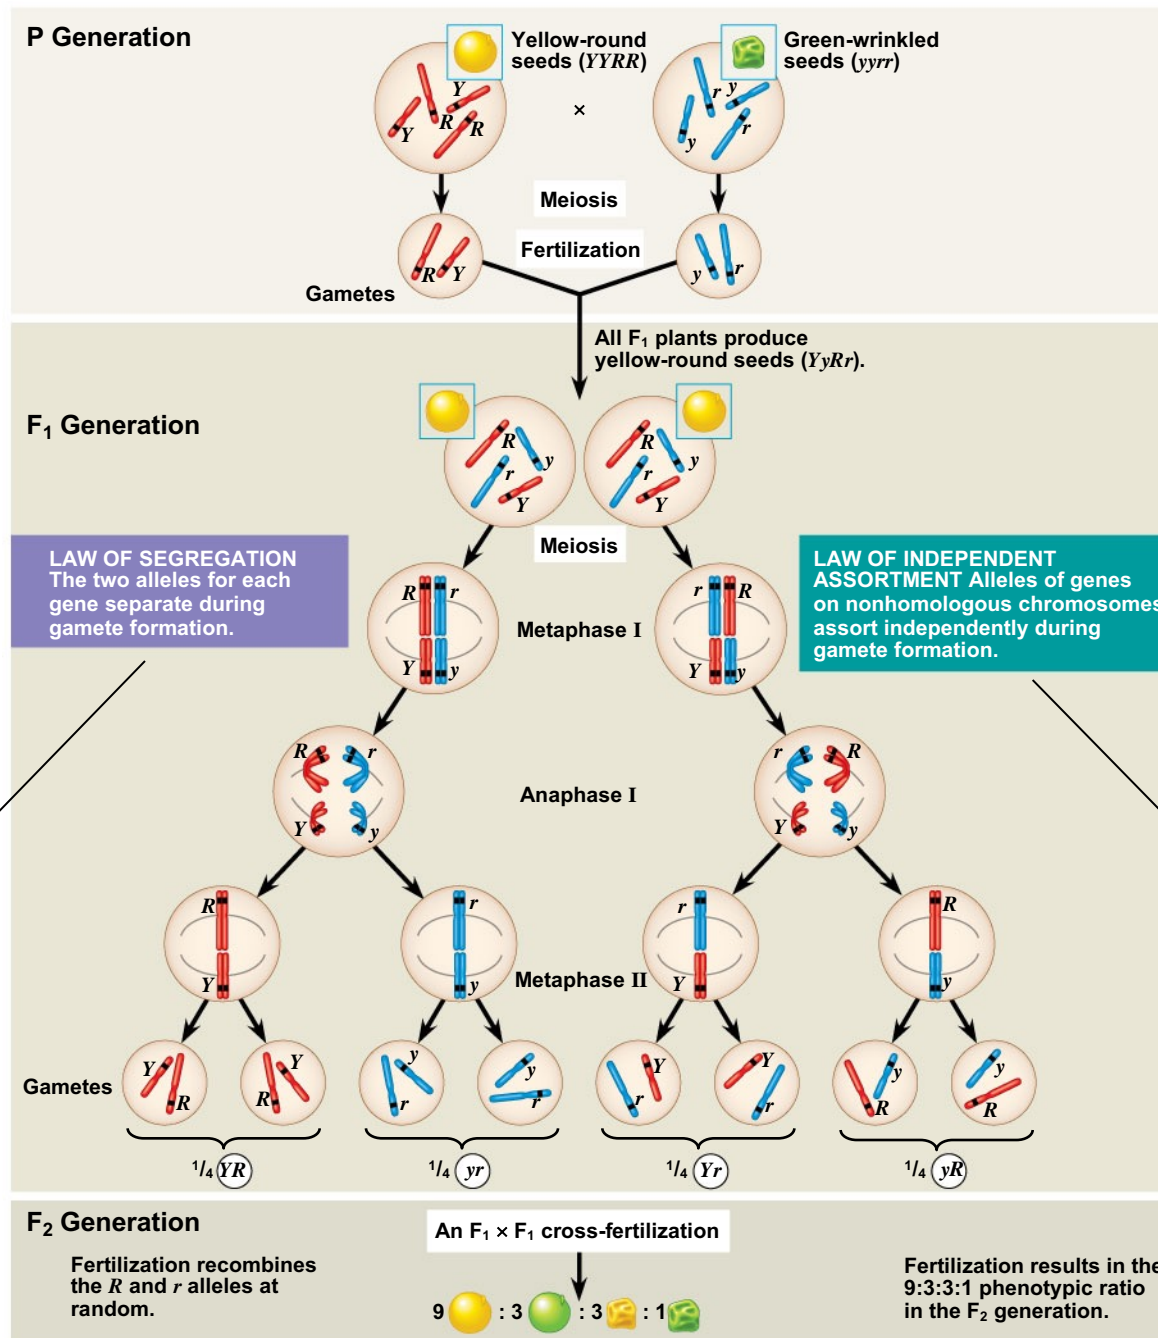 P Generation
Yellow-round
seeds (YYRR)
Green-wrinkled
seeds (yyrr)
Y
Y
R
R
×
r
y
y
r
Meiosis
Fertilization
R
Y
y
r
Gametes
All F₁ plants produce
yellow-round seeds (YyRr).
F₁ Generation
R
y
r
Y
R
y
r
Y
Meiosis
LAW OF SEGREGATION
The two alleles for each
gene separate during
gamete formation.
LAW OF INDEPENDENT
ASSORTMENT Alleles of genes
on nonhomologous chromosomes
assort independently during
gamete formation.
R
r
Y
y
Metaphase I
r
R
Y
y
R
r
Y
y
Anaphase I
r
R
Y
y
R
Y
r
y
Metaphase II
r
Y
R
y
Gametes
Y
R
Y
R
y
r
y
r
Y
r
Y
r
y
R
y
R
1/4 YR
1/4 yr
1/4 Yr
1/4 yR
F₂ Generation
An F₁ × F₁ cross-fertilization
Fertilization recombines
the R and r alleles at
random.
9 : 3 : 3 : 1
Fertilization results in the
9:3:3:1 phenotypic ratio
in the F₂ generation.